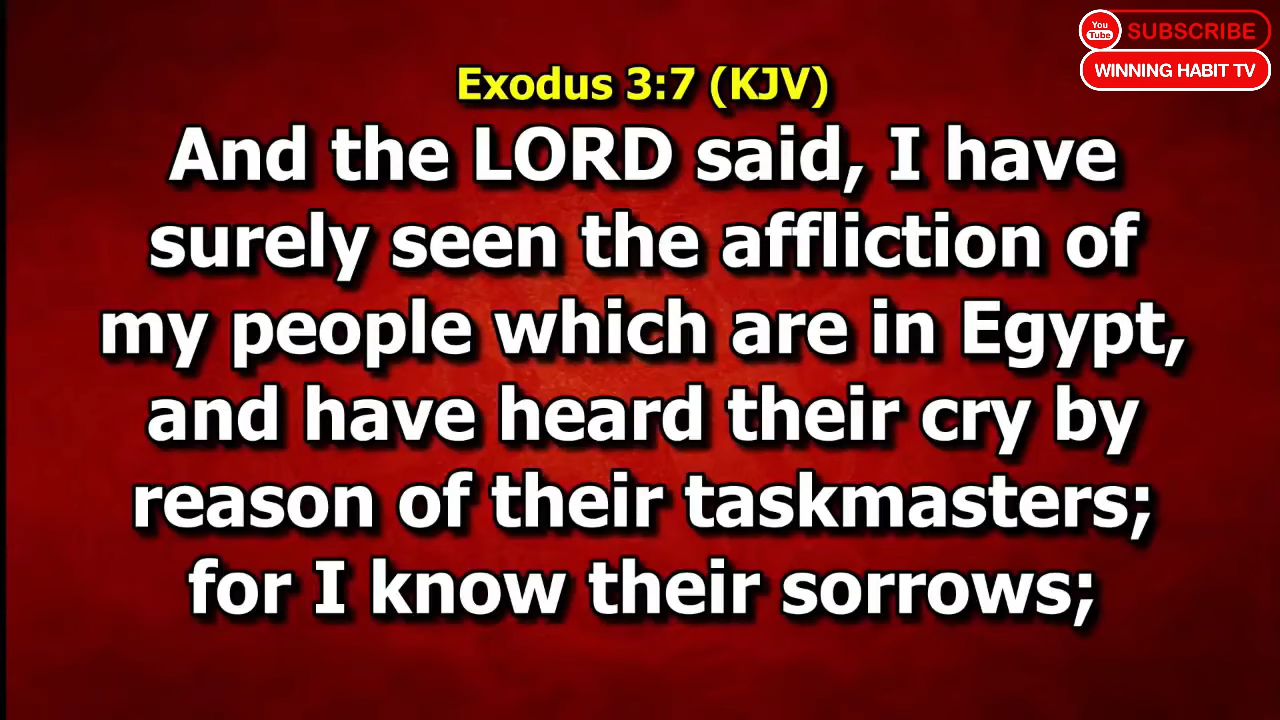 You
Tube
SUBSCRIBE
WINNING HABIT TV
Exodus 3:7 (KJV)
And the LORD said, I have
surely seen the affliction of
my people which are in Egypt,
and have heard their cry by
reason of their taskmasters;
for I know their sorrows;